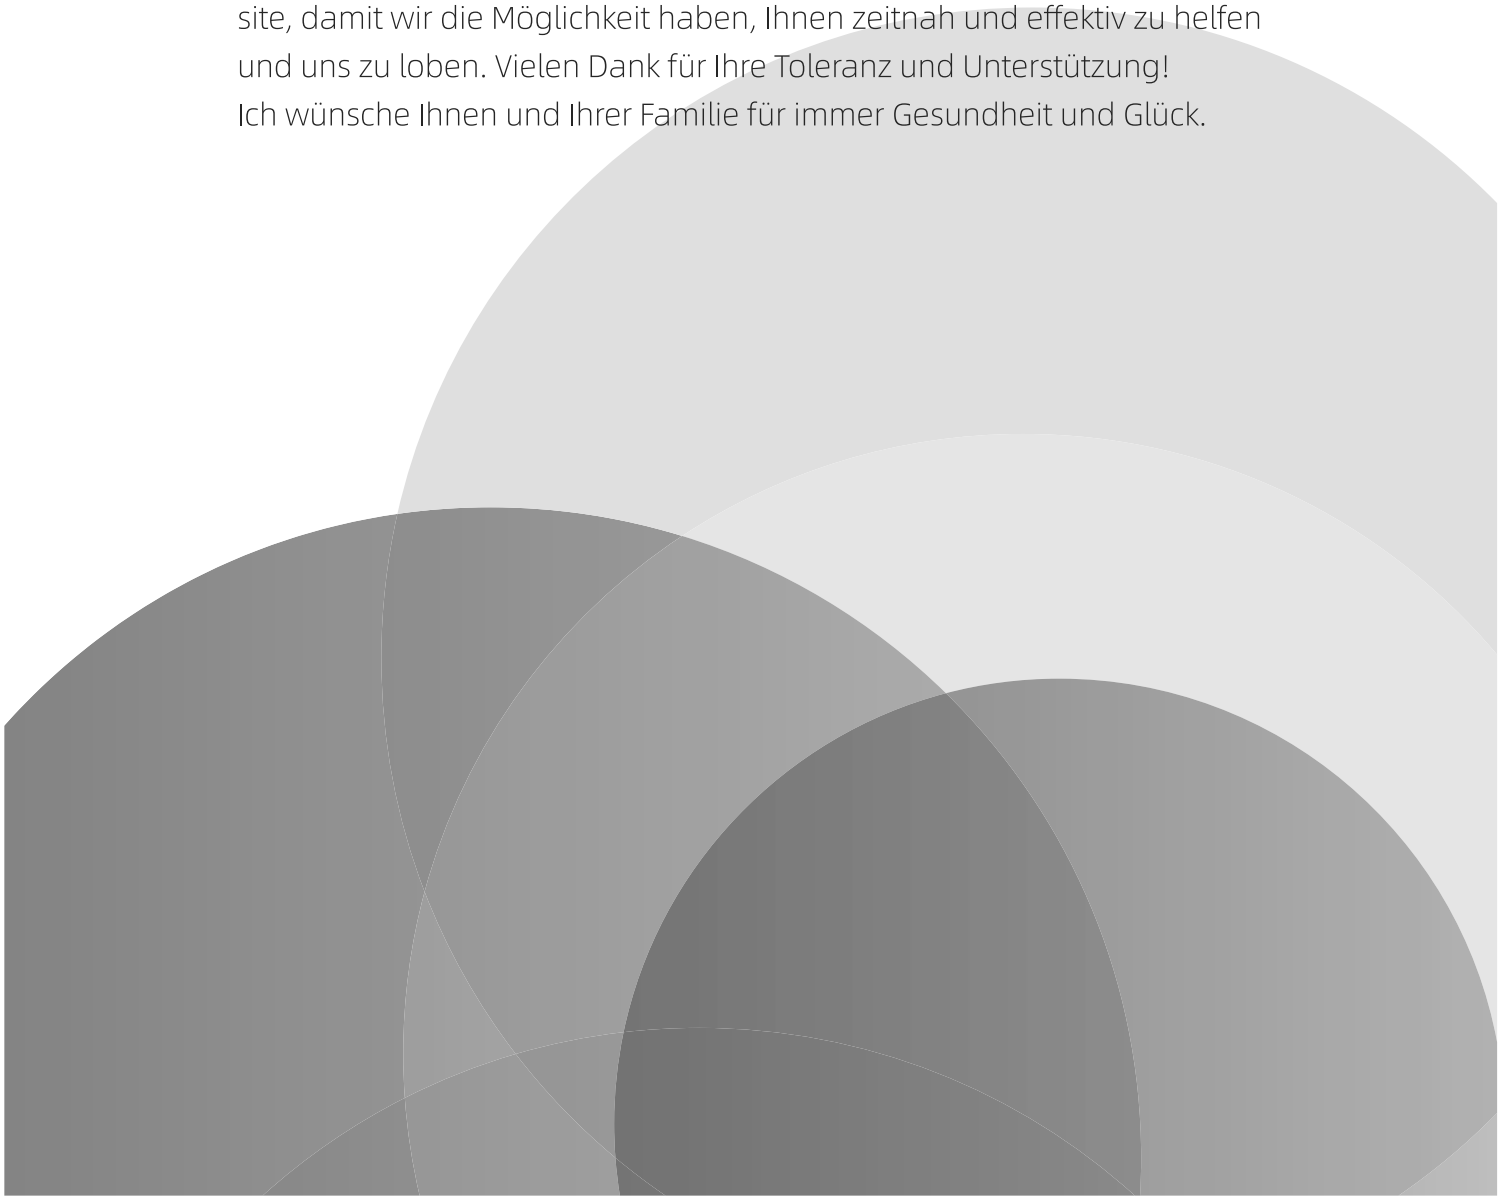 site, damit wir die Möglichkeit haben, Ihnen zeitnah und effektiv zu helfen
und uns zu loben. Vielen Dank für Ihre Toleranz und Unterstützung!
Ich wünsche Ihnen und Ihrer Familie für immer Gesundheit und Glück.